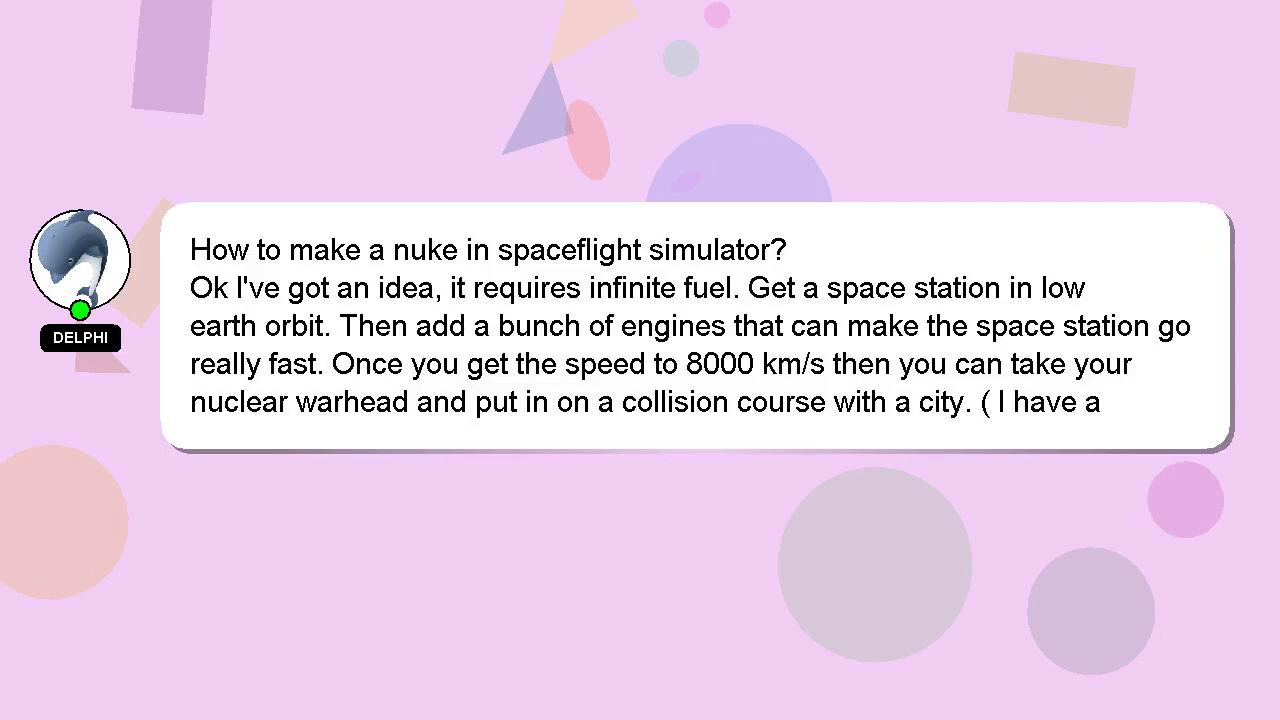 How to make a nuke in spaceflight simulator?
Ok I've got an idea, it requires infinite fuel. Get a space station in low
earth orbit. Then add a bunch of engines that can make the space station go
really fast. Once you get the speed to 8000 km/s then you can take your
nuclear warhead and put in on a collision course with a city. ( I have a
DELPHI